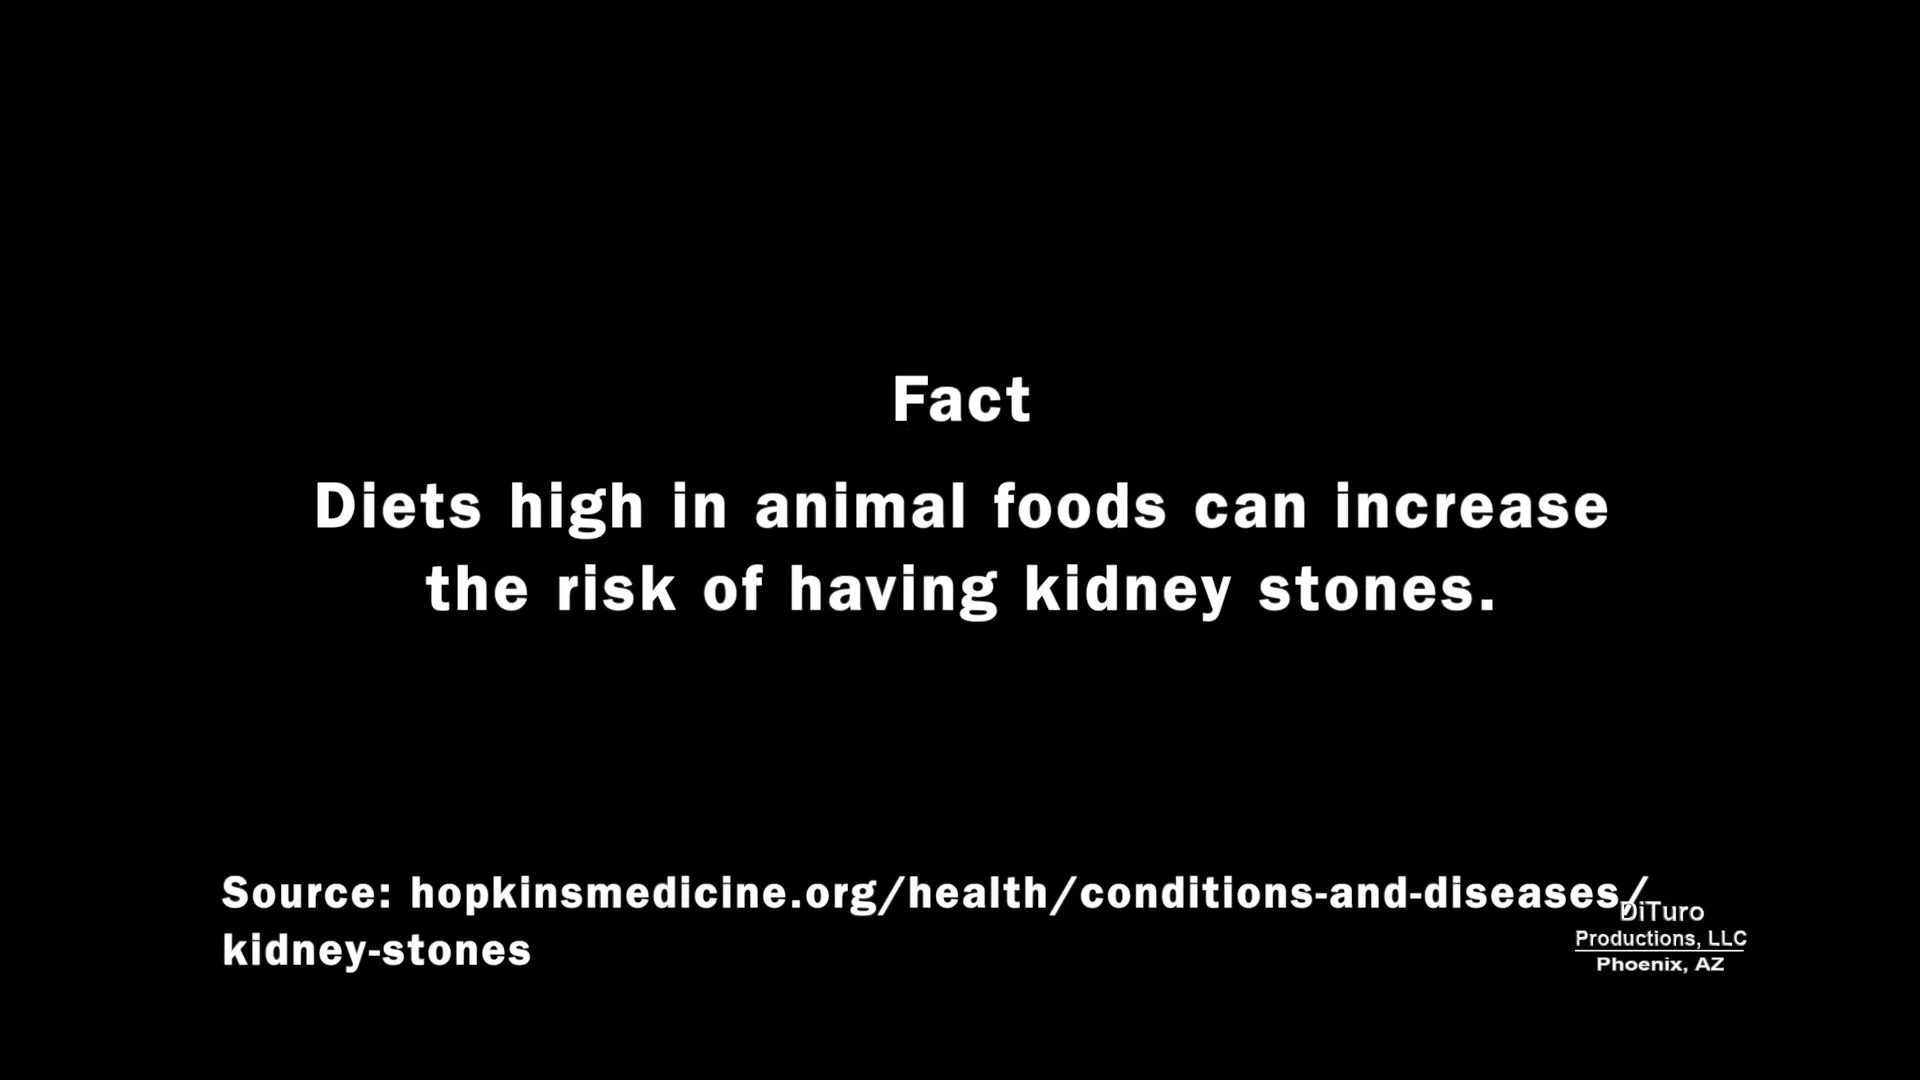 Fact
Diets high in animal foods can increase
the risk of having kidney stones.
Source: hopkinsmedicine.org/health/conditions-and-diseases/
kidney-stones
DiTuro
Productions, LLC
Phoenix, AZ